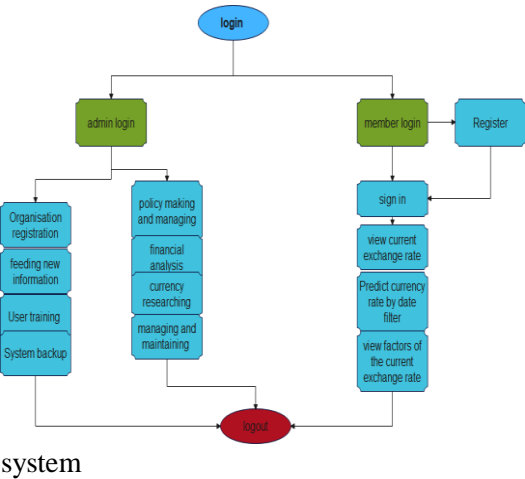 login
admin login
member login
Register
Organisation
registration
feeding new
information
User training
System backup
policy making
and managing
financial
analysis
currency
researching
managing and
maintaining
sign in
view current
exchange rate
Predict currency
rate by date
filter
view factors of
the current
exchange rate
logout
system